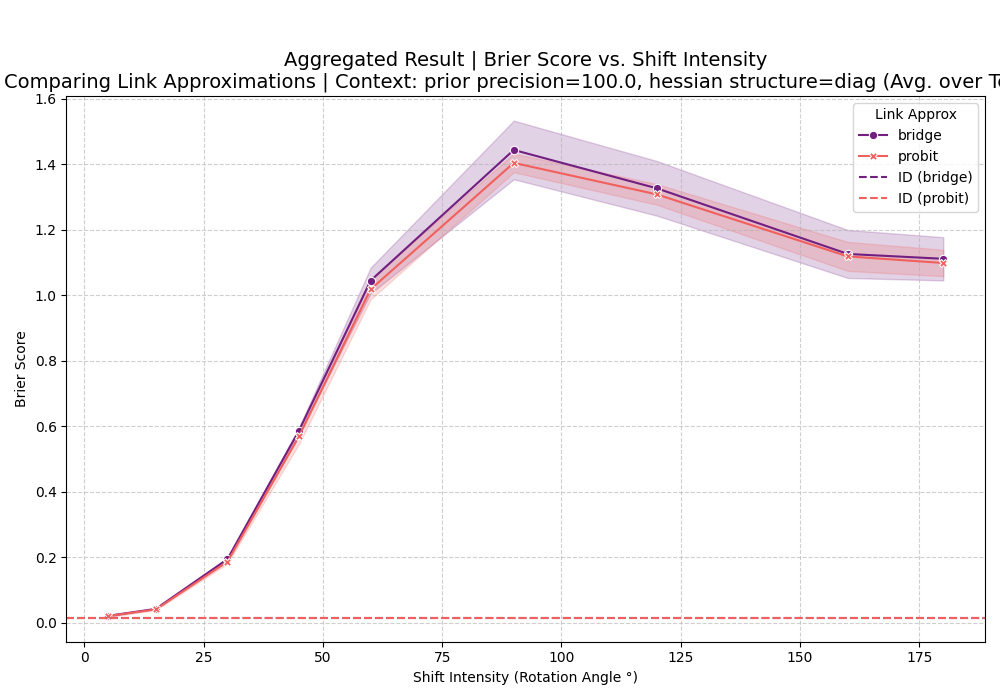 Aggregated Result | Brier Score vs. Shift Intensity
Comparing Link Approximations | Context: prior precision=100.0, hessian structure=diag (Avg. over
1.6
1.4
1.2
1.0
0.8
0.6
0.4
0.2
0.0
Brier Score
Link Approx
bridge
probit
ID (bridge)
ID (probit)
0
25
50
75
100
125
150
175
Shift Intensity (Rotation Angle °)